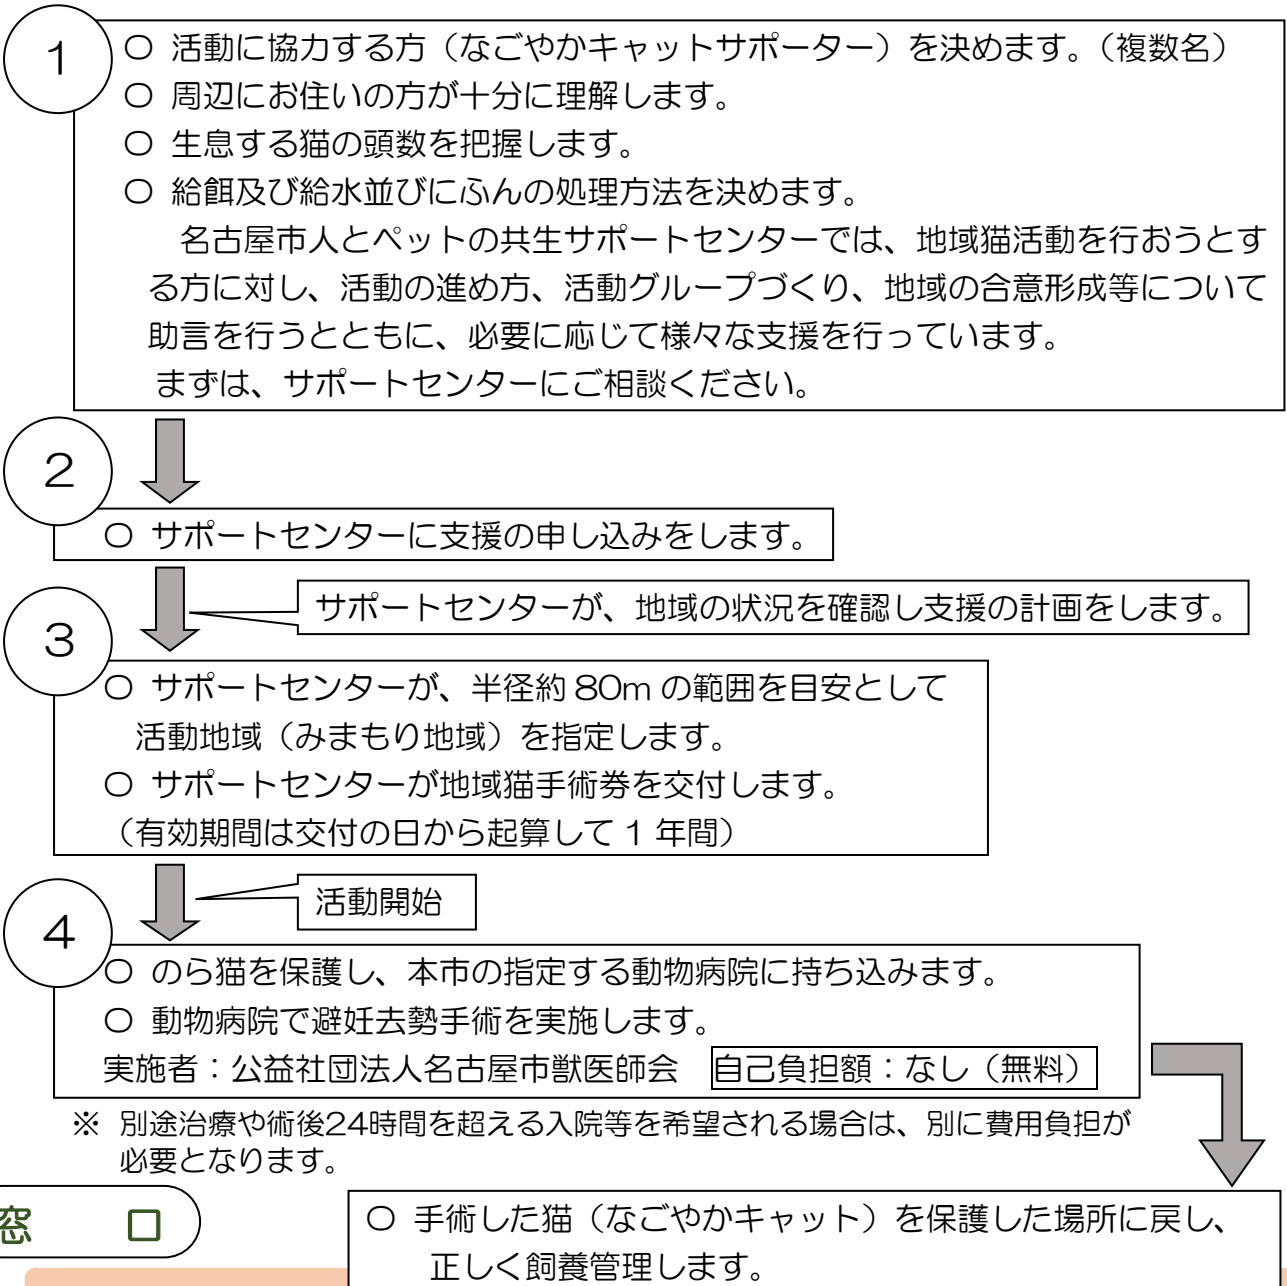 1
〇 活動に協力する方（なごやかキャットサポーター）を決めます。（複数名）
〇 周辺にお住いの方が十分に理解します。
〇 生息する猫の頭数を把握します。
〇 給餌及び給水並びにふんの処理方法を決めます。
名古屋市人とペットの共生サポートセンターでは、地域猫活動を行おうとす
る方に対し、活動の進め方、活動グループづくり、地域の合意形成等について
助言を行うとともに、必要に応じて様々な支援を行っています。
まずは、サポートセンターにご相談ください。
2
〇 サポートセンターに支援の申し込みをします。
サポートセンターが、地域の状況を確認し支援の計画をします。
3
〇 サポートセンターが、半径約 80m の範囲を目安として
活動地域（みまもり地域）を指定します。
〇 サポートセンターが地域猫手術券を交付します。
（有効期間は交付の日から起算して 1 年間）
活動開始
4
〇 のら猫を保護し、本市の指定する動物病院に持ち込みます。
〇 動物病院で避妊去勢手術を実施します。
実施者：公益社団法人名古屋市獣医師会 自己負担額：なし（無料）
※ 別途治療や術後24時間を超える入院等を希望される場合は、別に費用負担が
必要となります。
窓 口
〇 手術した猫（なごやかキャット）を保護した場所に戻し、
正しく飼養管理します。